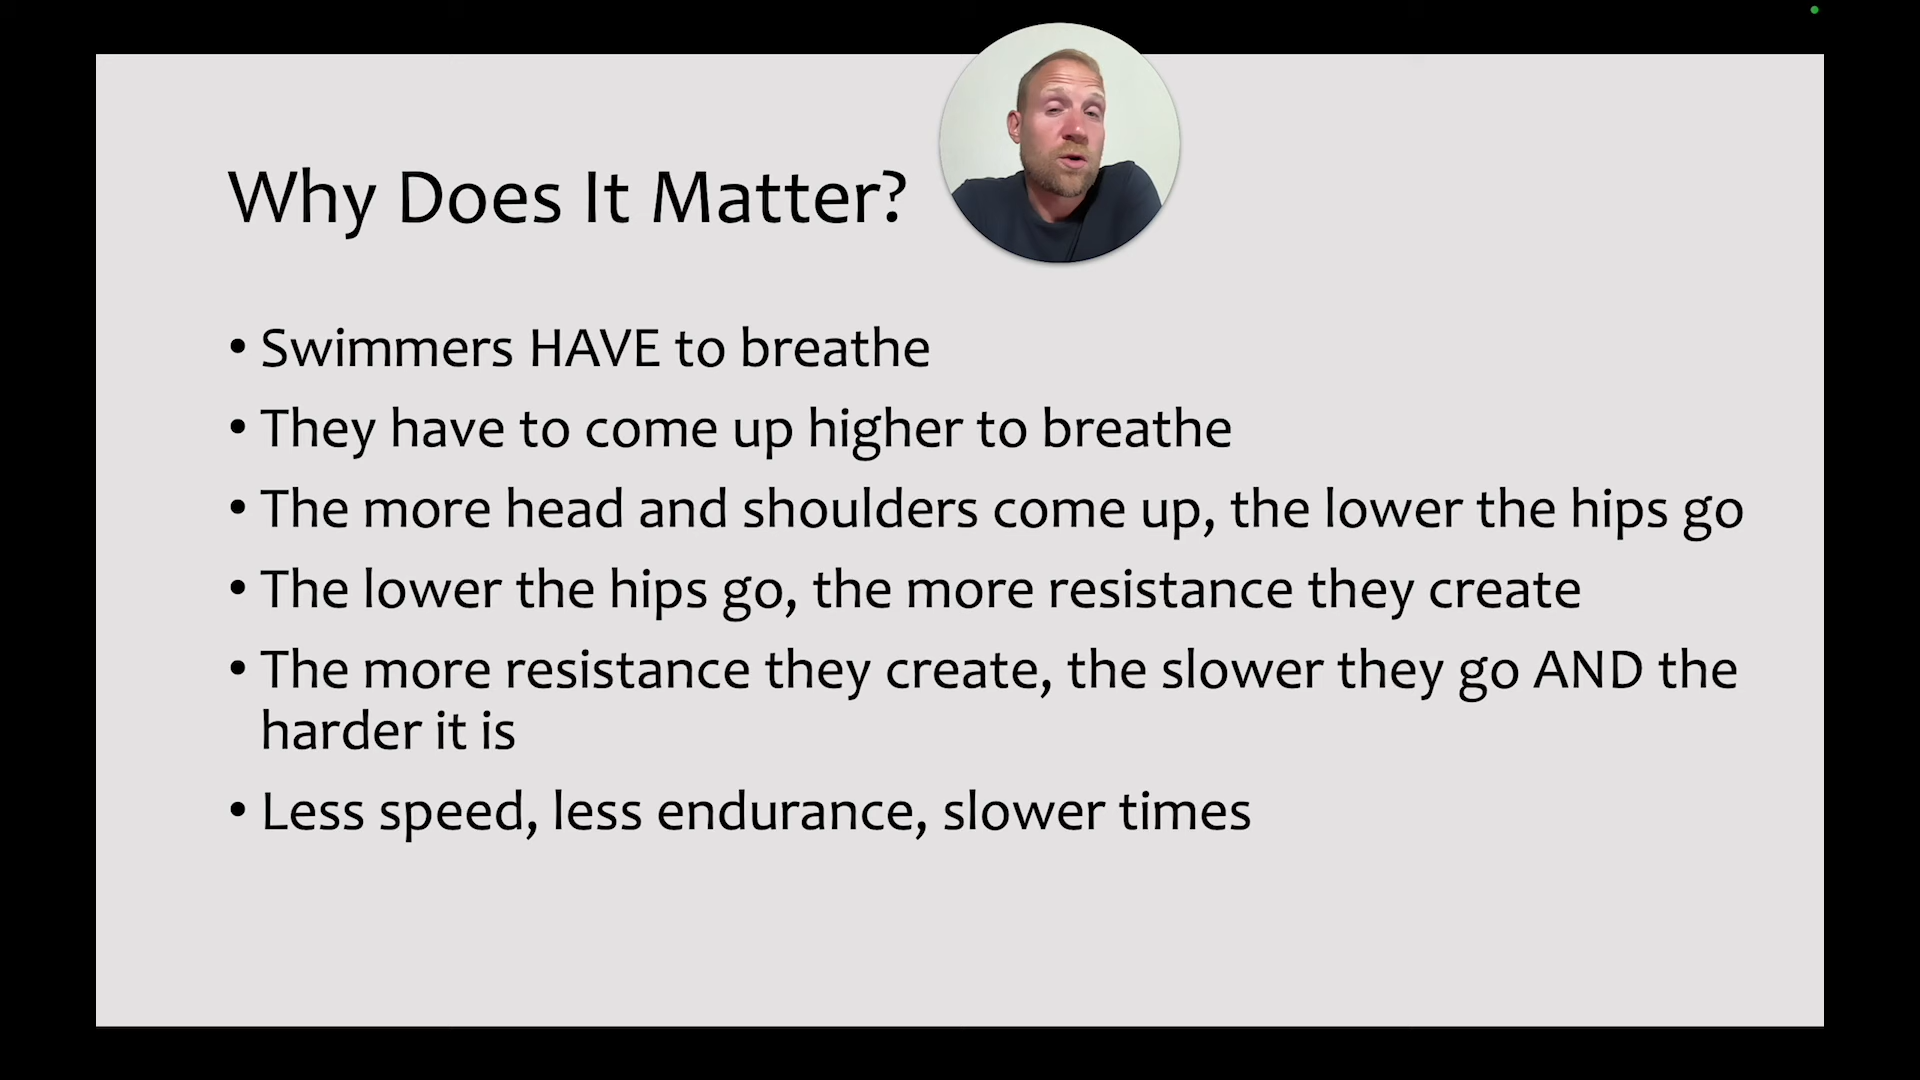 Why Does It Matter?
• Swimmers HAVE to breathe
• They have to come up higher to breathe
• The more head and shoulders come up, the lower the hips go
• The lower the hips go, the more resistance they create
• The more resistance they create, the slower they go AND the
harder it is
• Less speed, less endurance, slower times